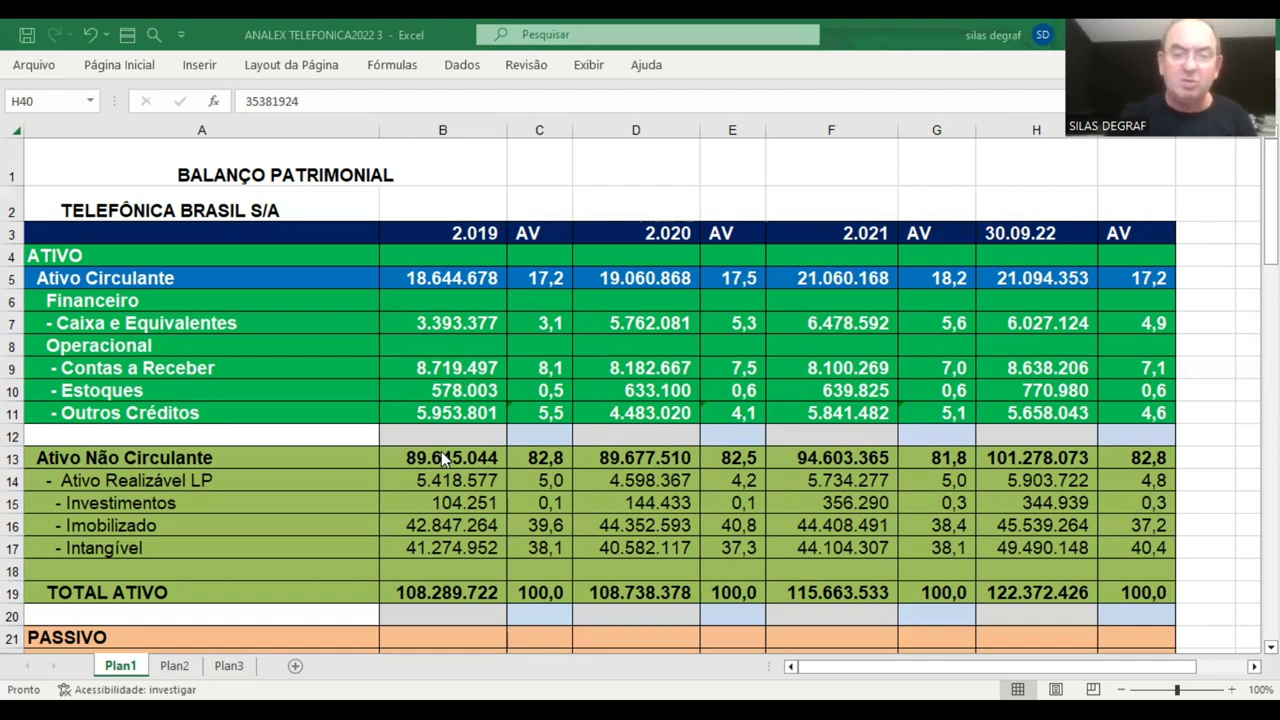 ANALEX TELEFONICA2022 3 - Excel
Pesquisar
silas degraf
SD
Arquivo Página Inicial Inserir Layout da Página Fórmulas Dados Revisão Exibir Ajuda
H40 fx 35381924
SILAS DEGRAF
A B C D E F G H
1 BALANÇO PATRIMONIAL
2 TELEFÔNICA BRASIL S/A
3 2.019 AV 2.020 AV 2.021 AV 30.09.22 AV
4 ATIVO
5 Ativo Circulante 18.644.678 17,2 19.060.868 17,5 21.060.168 18,2 21.094.353 17,2
6 Financeiro
7 - Caixa e Equivalentes 3.393.377 3,1 5.762.081 5,3 6.478.592 5,6 6.027.124 4,9
8 Operacional
9 - Contas a Receber 8.719.497 8,1 8.182.667 7,5 8.100.269 7,0 8.638.206 7,1
10 - Estoques 578.003 0,5 633.100 0,6 639.825 0,6 770.980 0,6
11 - Outros Créditos 5.953.801 5,5 4.483.020 4,1 5.841.482 5,1 5.658.043 4,6
12
13 Ativo Não Circulante 89.645.044 82,8 89.677.510 82,5 94.603.365 81,8 101.278.073 82,8
14 - Ativo Realizável LP 5.418.577 5,0 4.598.367 4,2 5.734.277 5,0 5.903.722 4,8
15 - Investimentos 104.251 0,1 144.433 0,1 356.290 0,3 344.939 0,3
16 - Imobilizado 42.847.264 39,6 44.352.593 40,8 44.408.491 38,4 45.539.264 37,2
17 - Intangível 41.274.952 38,1 40.582.117 37,3 44.104.307 38,1 49.490.148 40,4
18
19 TOTAL ATIVO 108.289.722 100,0 108.738.378 100,0 115.663.533 100,0 122.372.426 100,0
20
21 PASSIVO
Plan1 Plan2 Plan3
Pronto Acessibilidade: investigar 100%